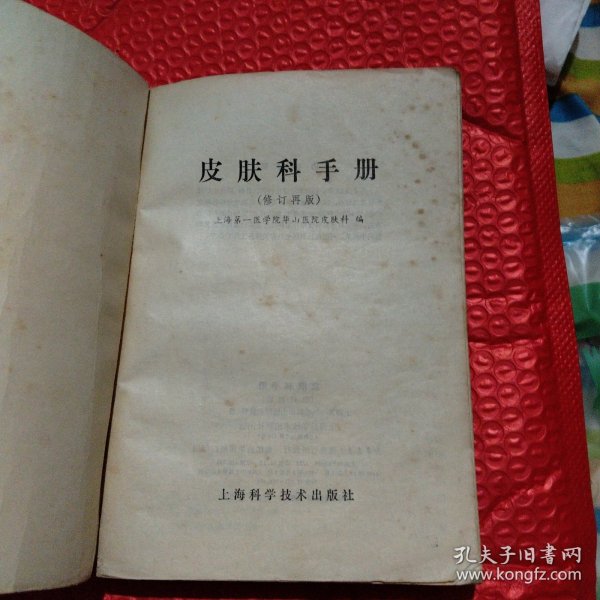 皮肤科手册
(修订再版)
上海第一医学院华山医院皮肤科 编
上海科学技术出版社
孔夫子旧书网
www.kongfz.com